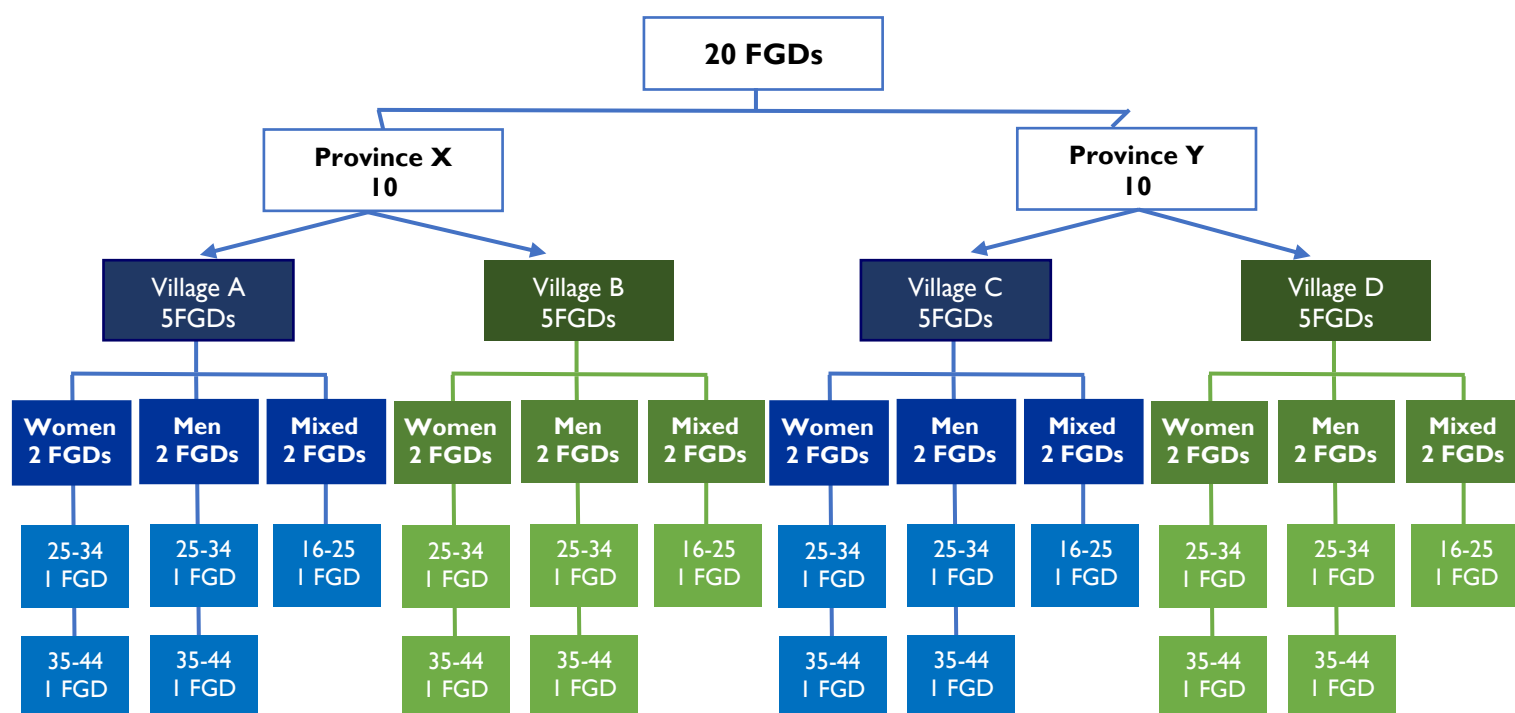 20 FGDs
Province X
10
Province Y
10
Village A
5FGDs
Village B
5FGDs
Village C
5FGDs
Village D
5FGDs
Women
2 FGDs
Men
2 FGDs
Mixed
2 FGDs
Women
2 FGDs
Men
2 FGDs
Mixed
2 FGDs
Women
2 FGDs
Men
2 FGDs
Mixed
2 FGDs
Women
2 FGDs
Men
2 FGDs
Mixed
2 FGDs
25-34
1 FGD
25-34
1 FGD
16-25
1 FGD
25-34
1 FGD
25-34
1 FGD
16-25
1 FGD
25-34
1 FGD
25-34
1 FGD
16-25
1 FGD
25-34
1 FGD
25-34
1 FGD
16-25
1 FGD
35-44
1 FGD
35-44
1 FGD
35-44
1 FGD
35-44
1 FGD
35-44
1 FGD
35-44
1 FGD
35-44
1 FGD
35-44
1 FGD